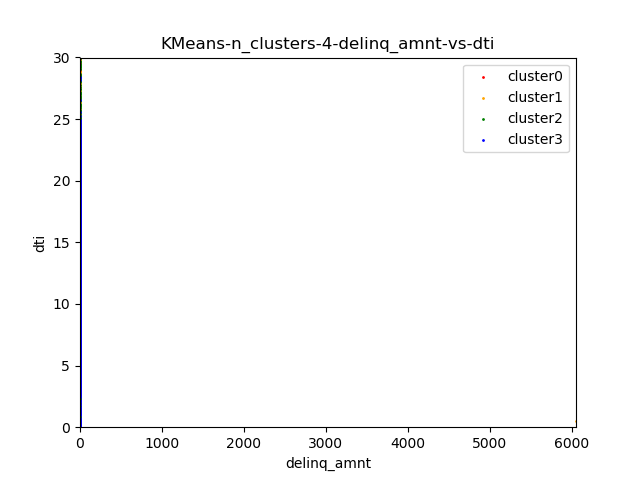 KMeans-n_clusters-4-delinq_amnt-vs-dti
30
25
20
15
10
5
0
dti
cluster0
cluster1
cluster2
cluster3
0 1000 2000 3000 4000 5000 6000
delinq_amnt